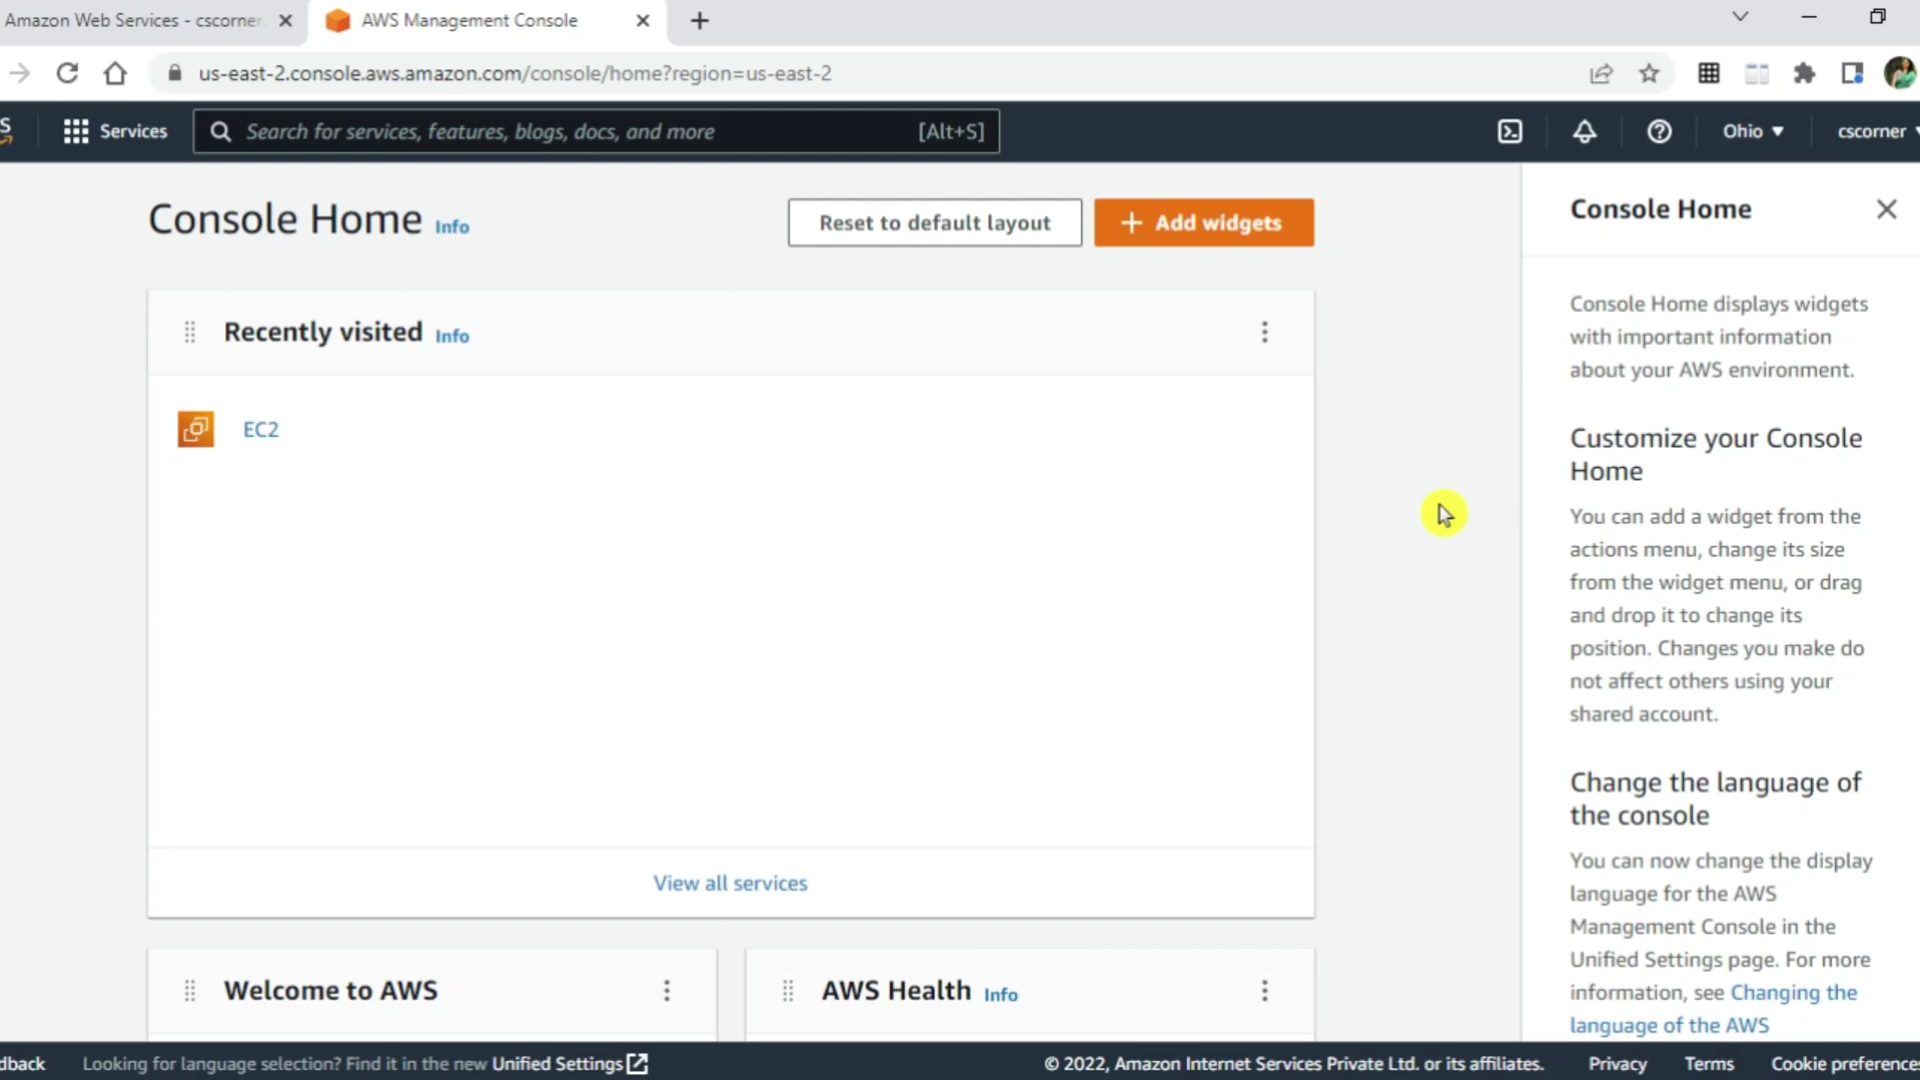 Amazon Web Services - cscorner
AWS Management Console
us-east-2.console.aws.amazon.com/console/home?region=us-east-2
Services
Search for services, features, blogs, docs, and more
[Alt+S]
Ohio
cscorner
Console Home Info
Reset to default layout
+ Add widgets
Recently visited Info
EC2
View all services
Welcome to AWS
AWS Health Info
Console Home
Console Home displays widgets
with important information
about your AWS environment.
Customize your Console
Home
You can add a widget from the
actions menu, change its size
from the widget menu, or drag
and drop it to change its
position. Changes you make do
not affect others using your
shared account.
Change the language of
the console
You can now change the display
language for the AWS
Management Console in the
Unified Settings page. For more
information, see Changing the
language of the AWS
dback
Looking for language selection? Find it in the new Unified Settings
© 2022, Amazon Internet Services Private Ltd. or its affiliates.
Privacy
Terms
Cookie preferences